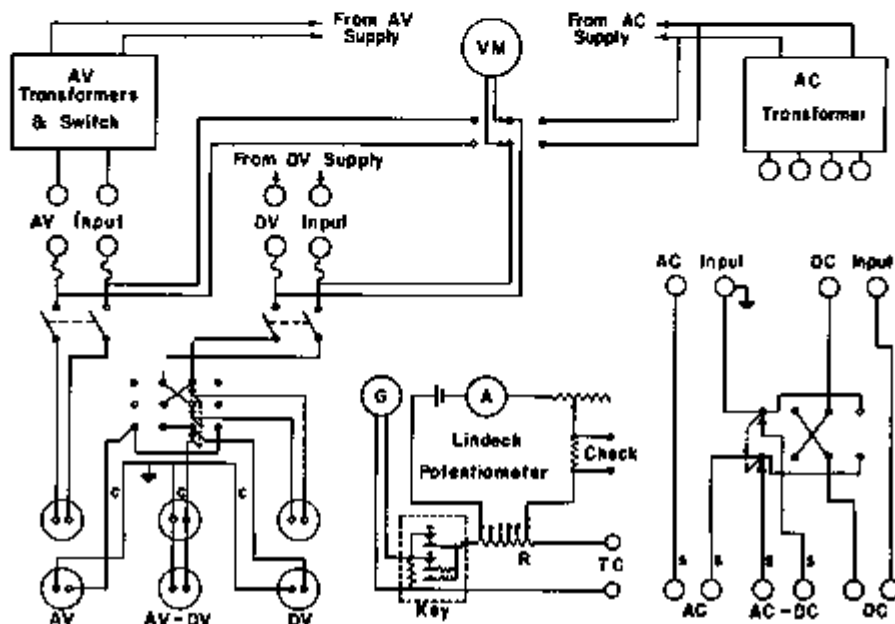 From AV
Supply
VM
From AC
Supply
AV
Transformers
& Switch
AC
Transformer
From DV Supply
AV Input
DV Input
AC Input
DC Input
G
A
Lindeck
Potentiometer
Check
R
TC
Key
C
C
C
S
S
S
S
AV
AV-DV
DV
AC
AC-DC
DC